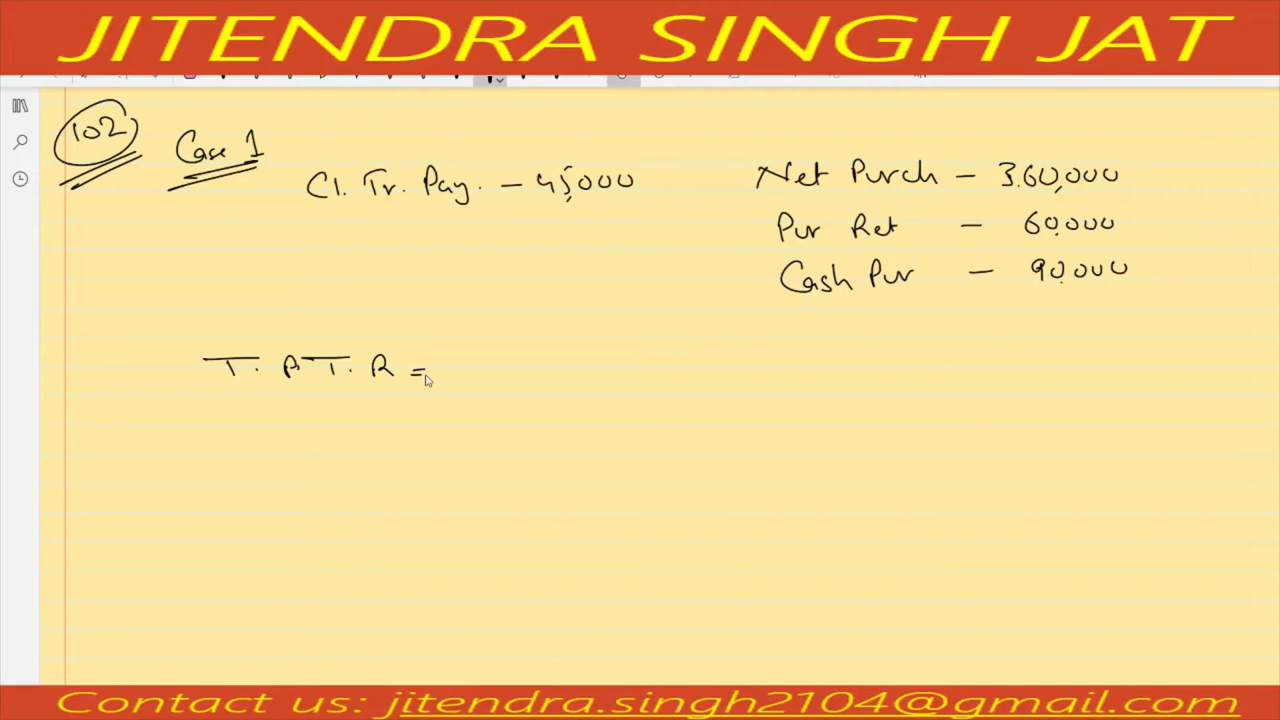 JITENDRA SINGH JAT
102
Case 1
Cl. Tr. Pay. - 45,000
Net Purch - 3,60,000
Pur Ret - 60,000
Cash Pur - 90,000
T. P. T. R =
Contact us: jitendra.singh2104@gmail.com